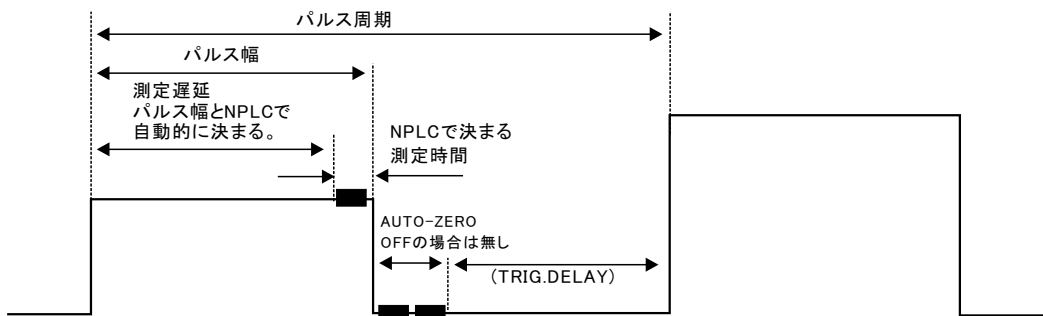 パルス周期
パルス幅
測定遅延
パルス幅とNPLCで
自動的に決まる。
NPLCで決まる
測定時間
AUTO-ZERO
OFFの場合は無し
(TRIG.DELAY)